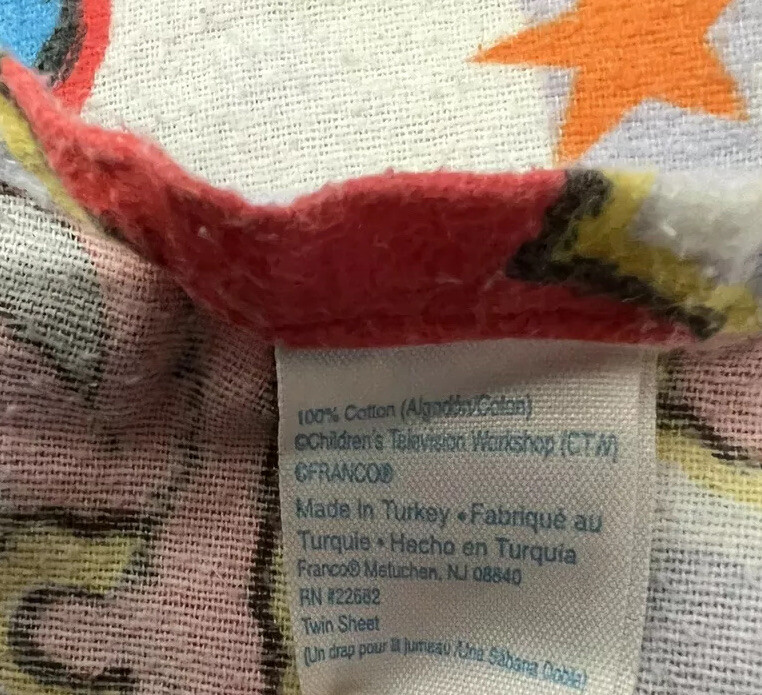 100% Cotton (Algodón/Coton)
©Children's Television Workshop (CTW)
©FRANCO®
Made in Turkey • Fabriqué au
Turquie • Hecho en Turquía
Franco® Metuchen, NJ 08840
RN #22682
Twin Sheet
(Un drap pour lit jumeau /Una Sábana Doble)